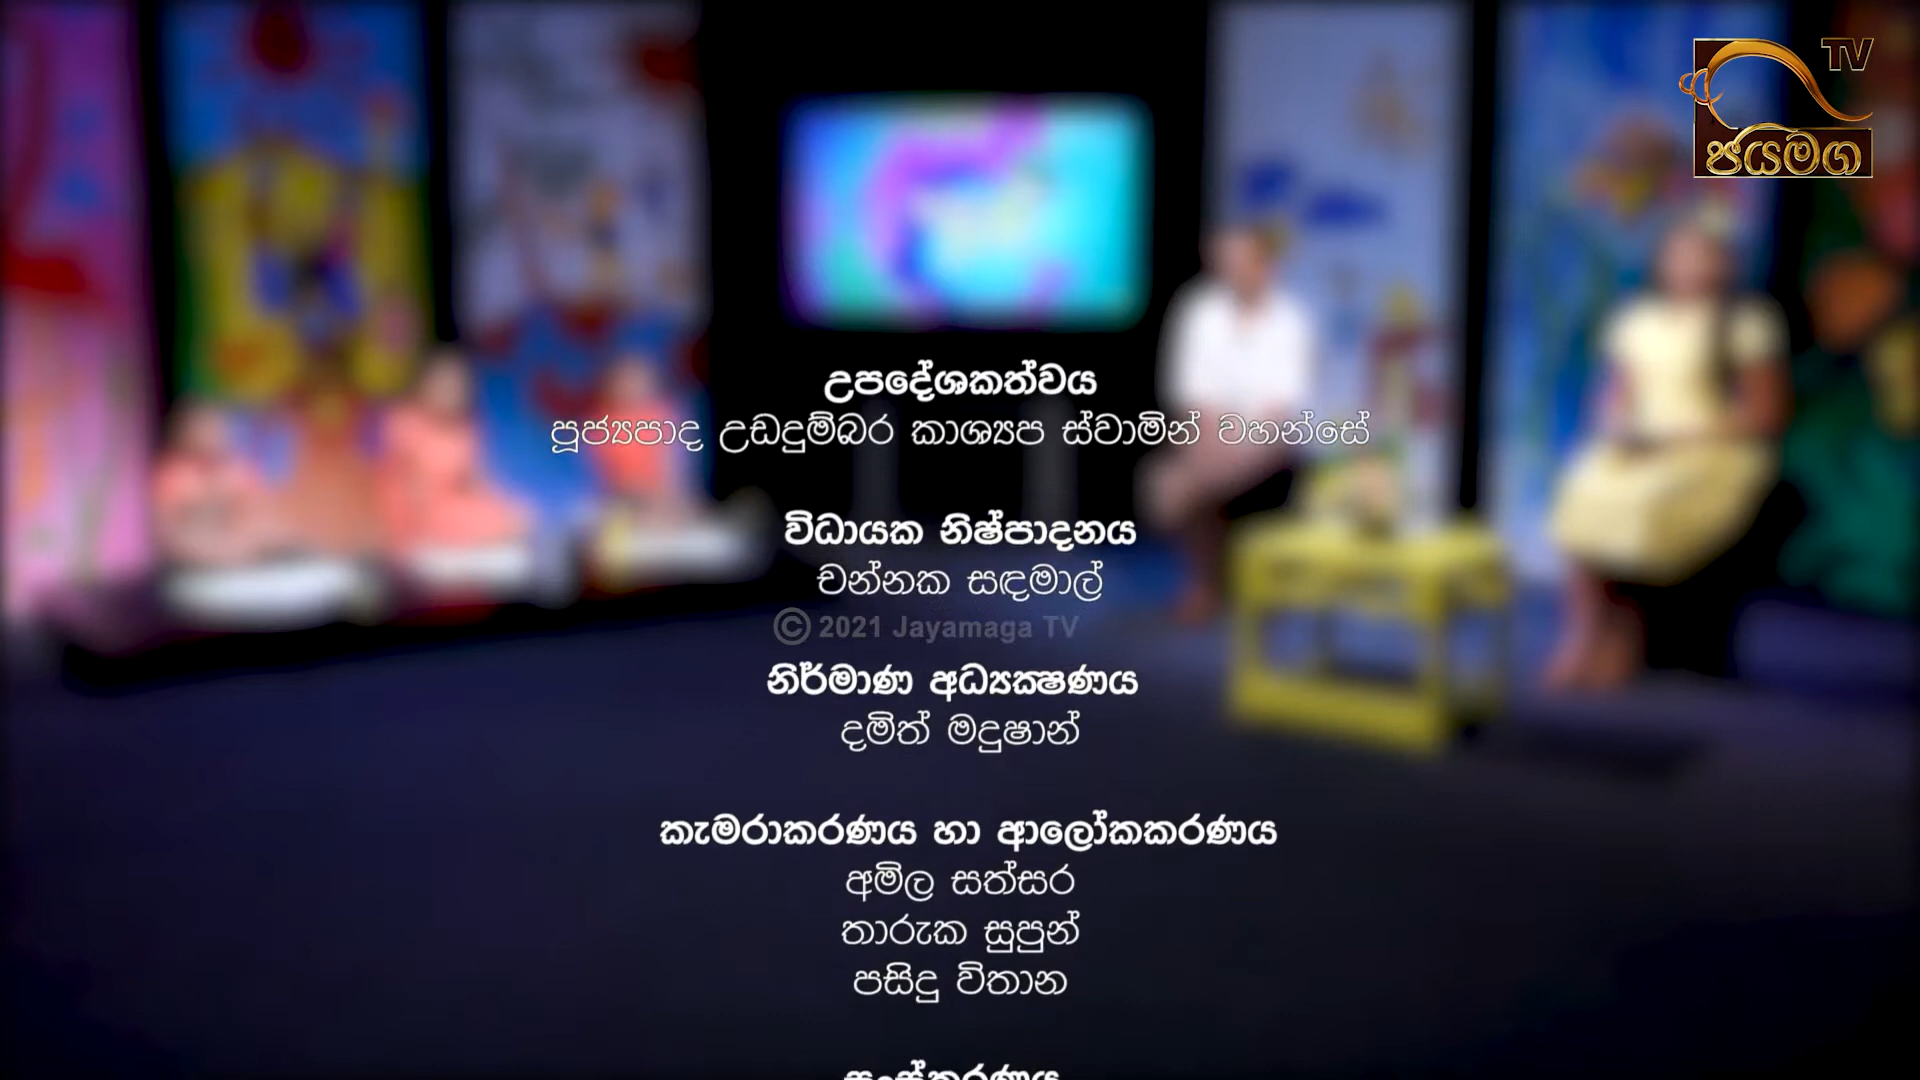 TV
ජයමග
උපදේශකත්වය
පූජ්‍යපාද උඩදුම්බර කාශ්‍යප ස්වාමින් වහන්සේ
විධායක නිෂ්පාදනය
චන්නක සඳමාල්
© 2021 Jayamaga TV
නිර්මාණ අධ්‍යක්ෂණය
දමිත් මදුෂාන්
කැමරාකරණය හා ආලෝකකරණය
අමිල සත්සර
තාරුක සුපුන්
පසිදු විතාන
සංස්කරණය